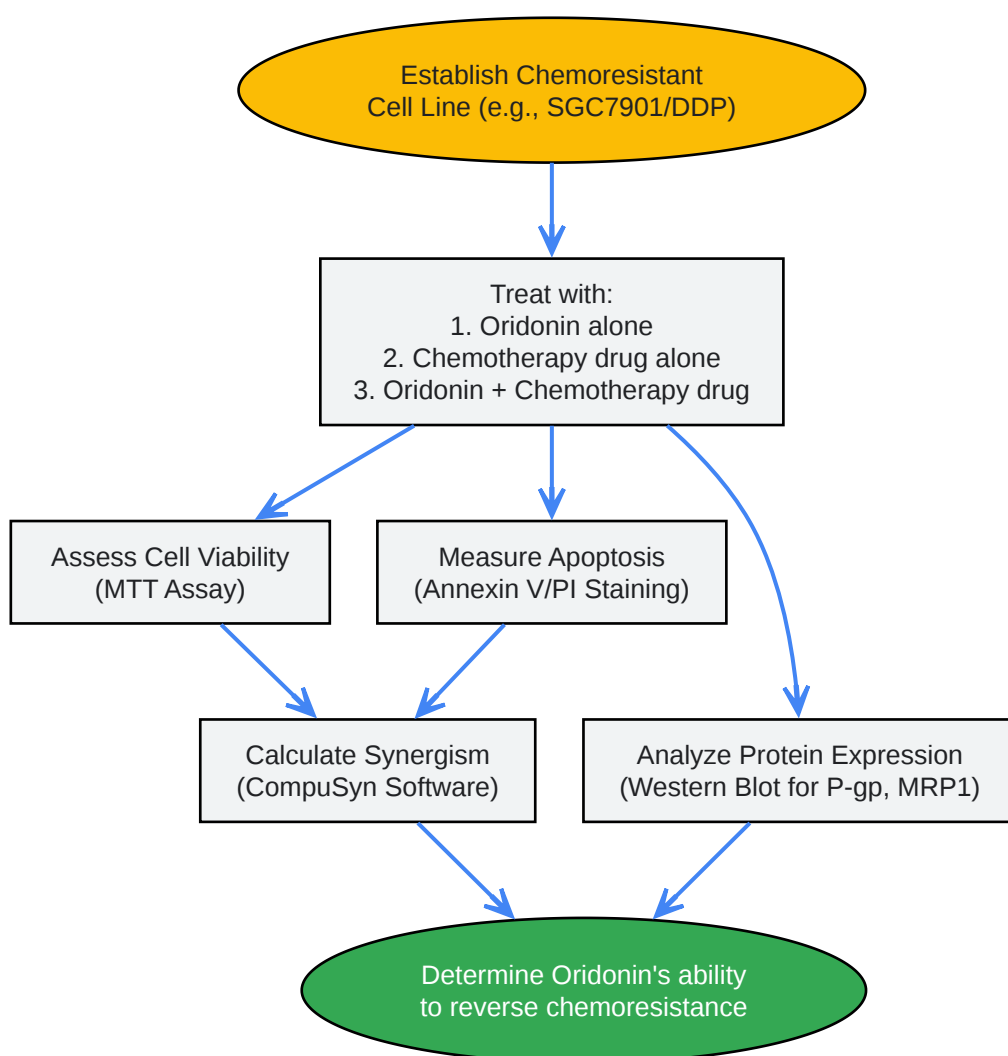 Establish Chemoresistant
Cell Line (e.g., SGC7901/DDP)
Treat with:
1. Oridonin alone
2. Chemotherapy drug alone
3. Oridonin + Chemotherapy drug
Assess Cell Viability
(MTT Assay)
Measure Apoptosis
(Annexin V/PI Staining)
Calculate Synergism
(CompuSyn Software)
Analyze Protein Expression
(Western Blot for P-gp, MRP1)
Determine Oridonin's ability
to reverse chemoresistance